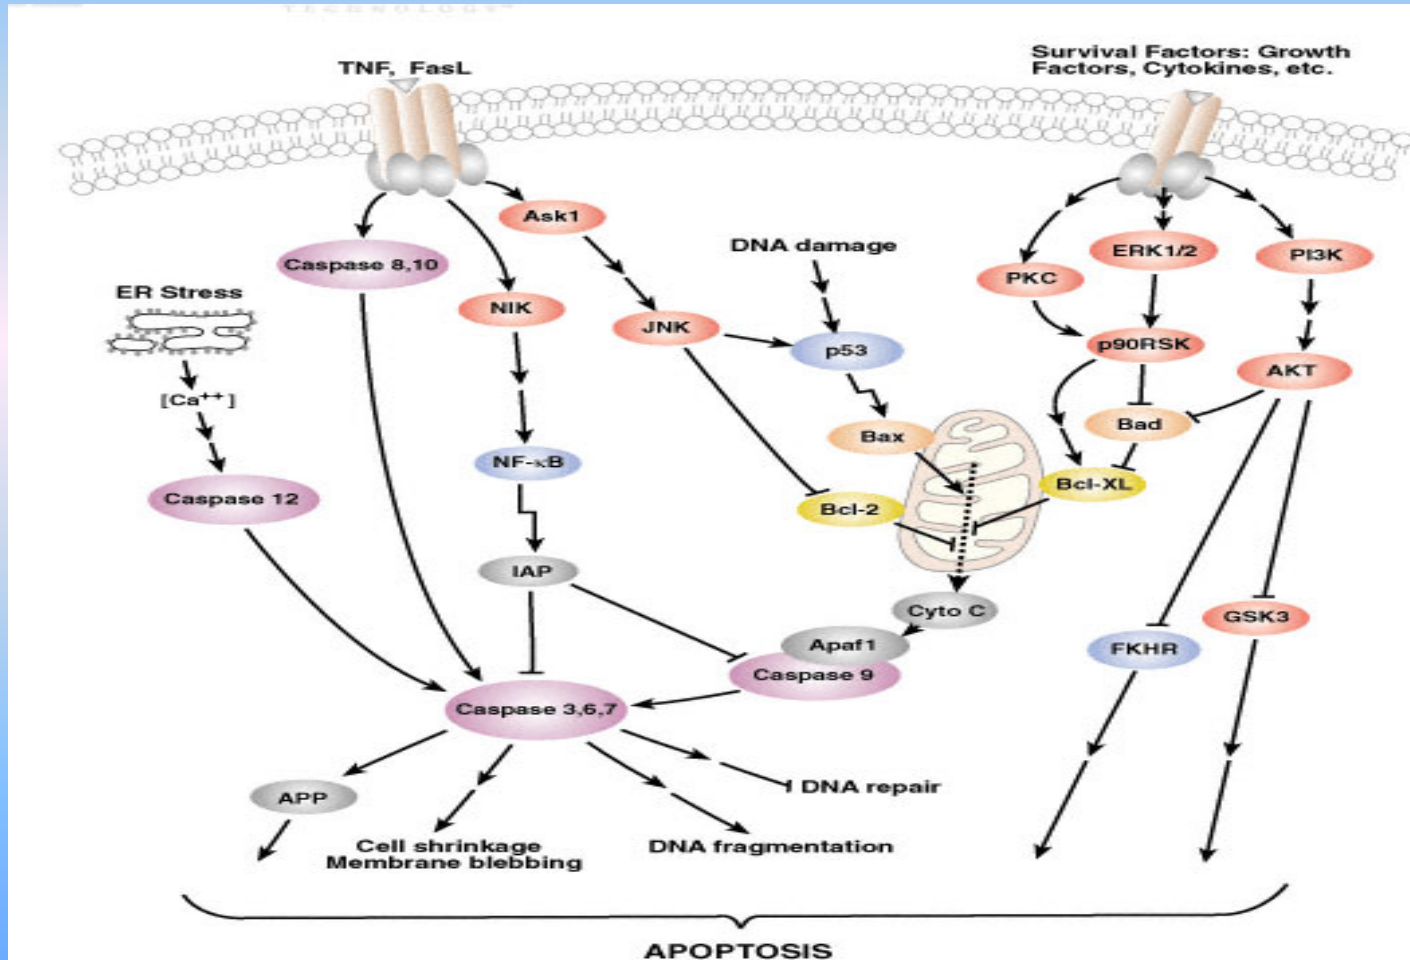 TECHNOLOGY
TNF, FasL
Survival Factors: Growth
Factors, Cytokines, etc.
Ask1
DNA damage
Caspase 8,10
ERK1/2
PI3K
PKC
ER Stress
NIK
JNK
p53
p90RSK
AKT
[Ca++]
Bax
Bad
NF-κB
Caspase 12
Bcl-2
Bcl-XL
IAP
Cyto C
GSK3
Apaf1
FKHR
Caspase 9
Caspase 3,6,7
DNA repair
APP
Cell shrinkage
Membrane blebbing
DNA fragmentation
APOPTOSIS